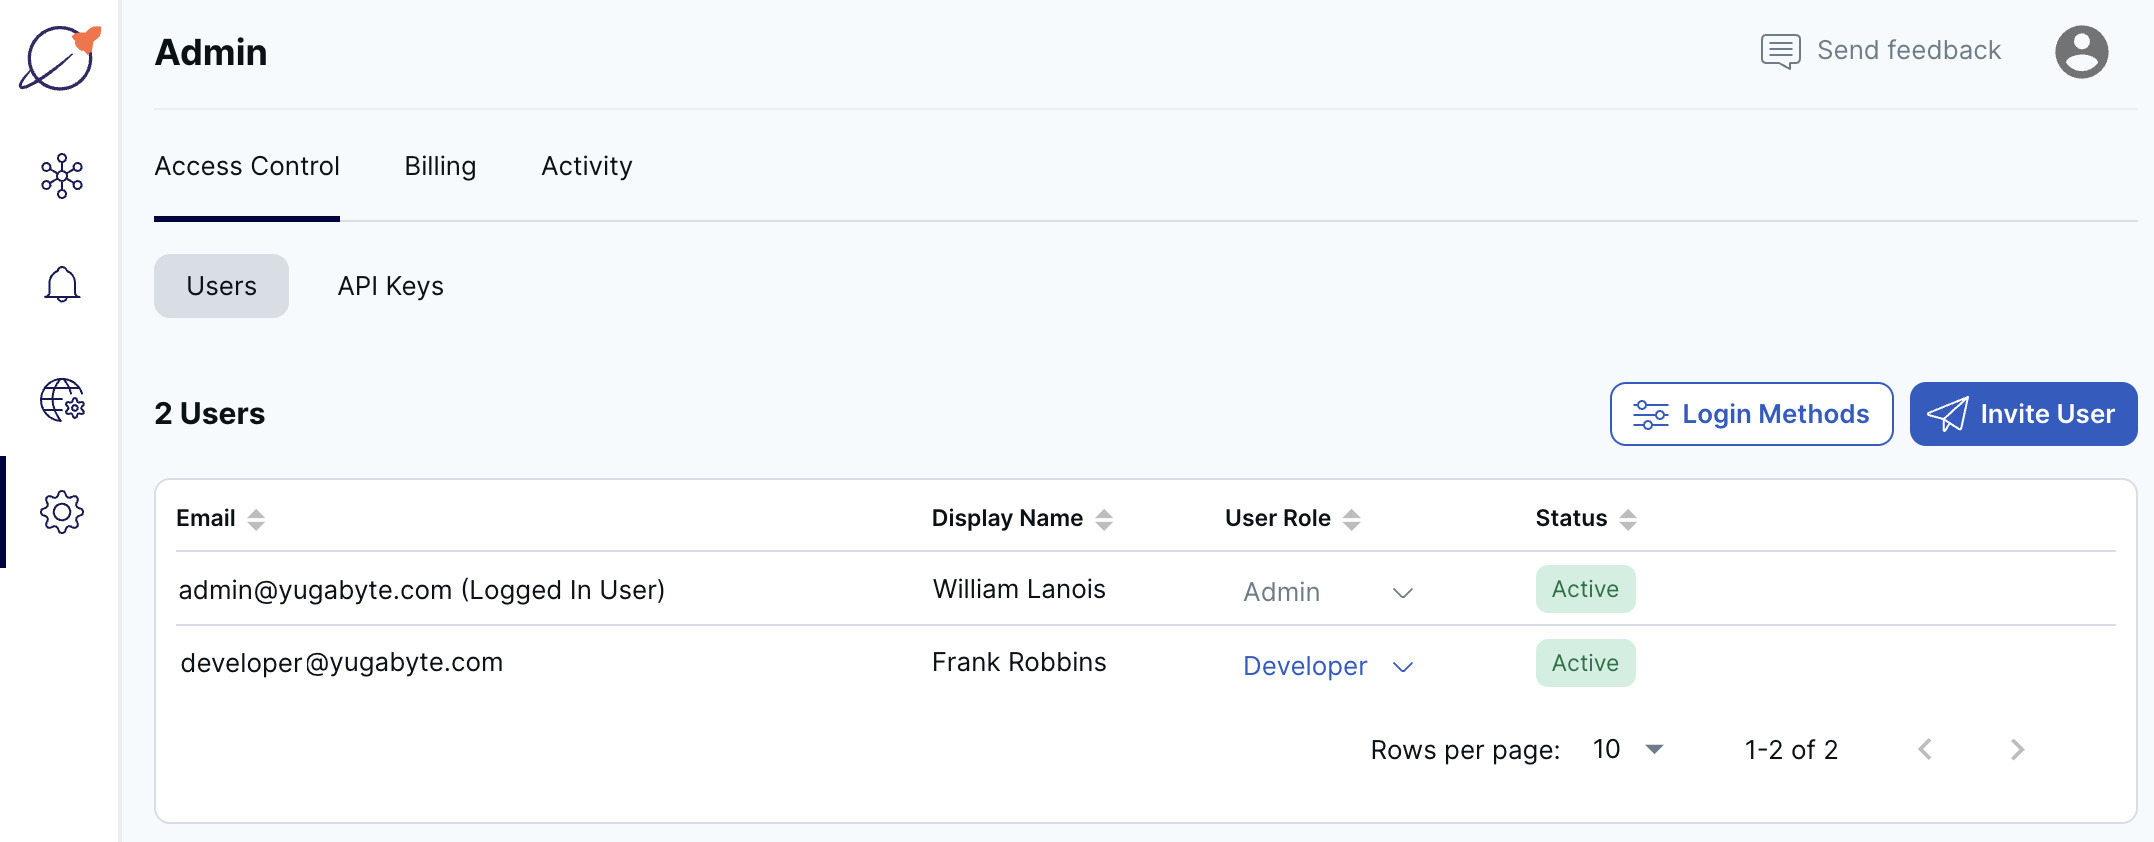 Admin
Send feedback
Access Control Billing Activity
Users API Keys
2 Users
Login Methods
Invite User
Email Display Name User Role Status
admin@yugabyte.com (Logged In User) William Lanois Admin Active
developer@yugabyte.com Frank Robbins Developer Active
Rows per page: 10 1-2 of 2